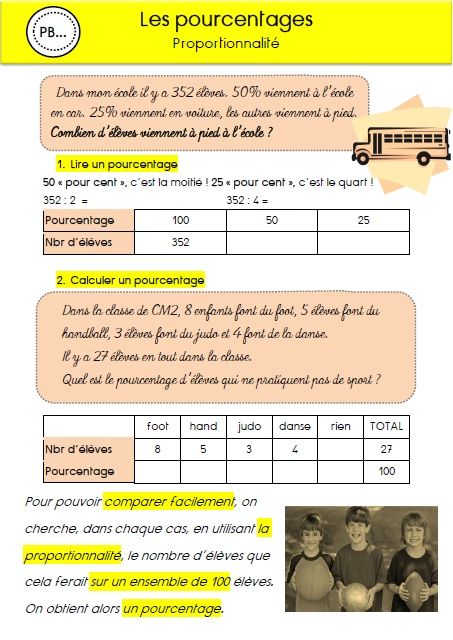 PB...
Les pourcentages
Proportionnalité
Dans mon école il y a 352 élèves. 50% viennent à l'école
en car. 25% viennent en voiture, les autres viennent à pied.
Combien d'élèves viennent à pied à l'école ?
1. Lire un pourcentage
50 « pour cent », c'est la moitié ! 25 « pour cent », c'est le quart !
352 : 2 = 352 : 4 =
Pourcentage 100 50 25
Nbr d'élèves 352
2. Calculer un pourcentage
Dans la classe de CM2, 8 enfants font du foot, 5 élèves font du
handball, 3 élèves font du judo et 4 font de la danse.
Il y a 27 élèves en tout dans la classe.
Quel est le pourcentage d'élèves qui ne pratiquent pas de sport ?
foot hand judo danse rien TOTAL
Nbr d'élèves 8 5 3 4 27
Pourcentage 100
Pour pouvoir comparer facilement, on
cherche, dans chaque cas, en utilisant la
proportionnalité, le nombre d'élèves que
cela ferait sur un ensemble de 100 élèves.
On obtient alors un pourcentage.